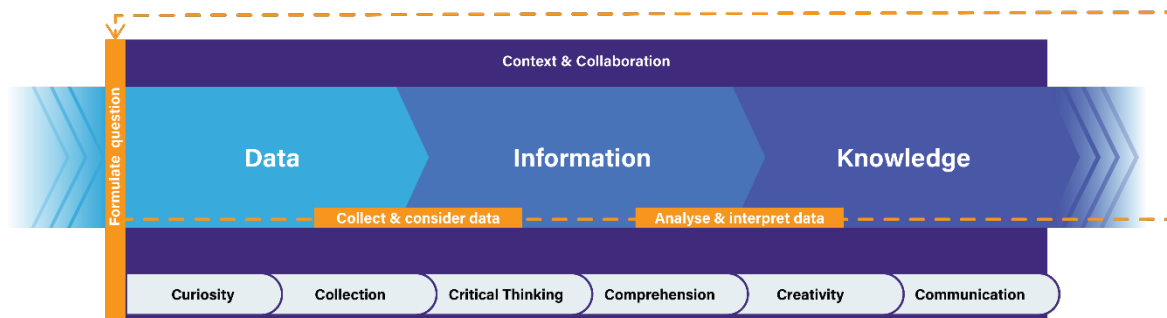 Context & Collaboration
Formulate question
Data
Information
Knowledge
Collect & consider data
Analyse & interpret data
Curiosity
Collection
Critical Thinking
Comprehension
Creativity
Communication